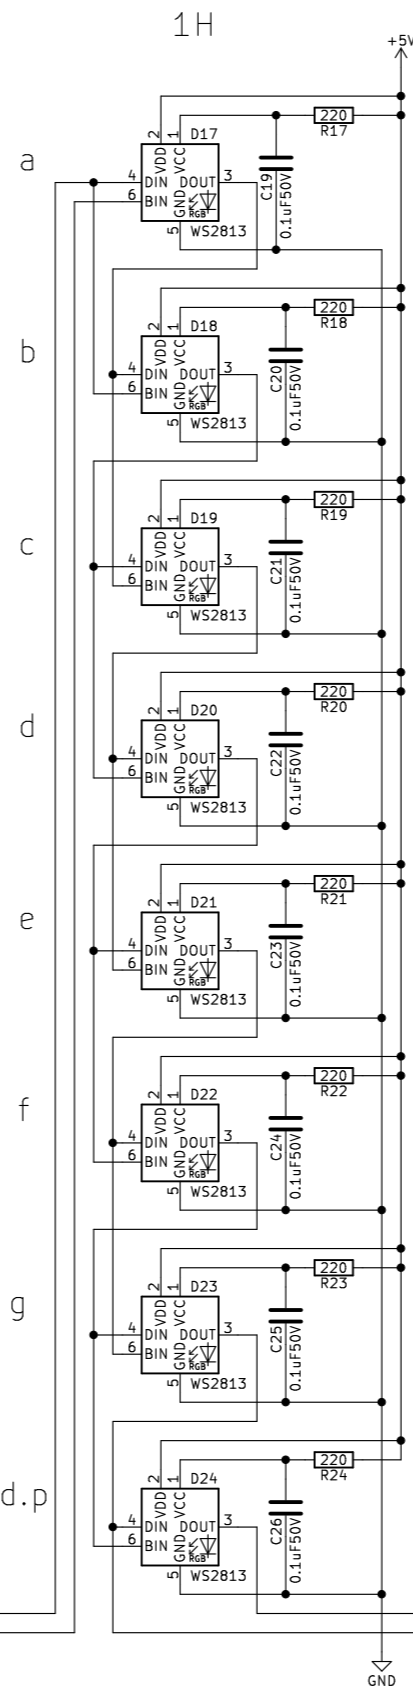 1H
+5V
a
2
1
D17
220
R17
VDD
VCC
4
DIN
DOUT
3
6
BIN
GND
RGB
5
WS2813
C19
0.1uF50V
b
2
1
D18
220
R18
VDD
VCC
4
DIN
DOUT
3
6
BIN
GND
RGB
5
WS2813
C20
0.1uF50V
c
2
1
D19
220
R19
VDD
VCC
4
DIN
DOUT
3
6
BIN
GND
RGB
5
WS2813
C21
0.1uF50V
d
2
1
D20
220
R20
VDD
VCC
4
DIN
DOUT
3
6
BIN
GND
RGB
5
WS2813
C22
0.1uF50V
e
2
1
D21
220
R21
VDD
VCC
4
DIN
DOUT
3
6
BIN
GND
RGB
5
WS2813
C23
0.1uF50V
f
2
1
D22
220
R22
VDD
VCC
4
DIN
DOUT
3
6
BIN
GND
RGB
5
WS2813
C24
0.1uF50V
g
2
1
D23
220
R23
VDD
VCC
4
DIN
DOUT
3
6
BIN
GND
RGB
5
WS2813
C25
0.1uF50V
d.p
2
1
D24
220
R24
VDD
VCC
4
DIN
DOUT
3
6
BIN
GND
RGB
5
WS2813
C26
0.1uF50V
GND